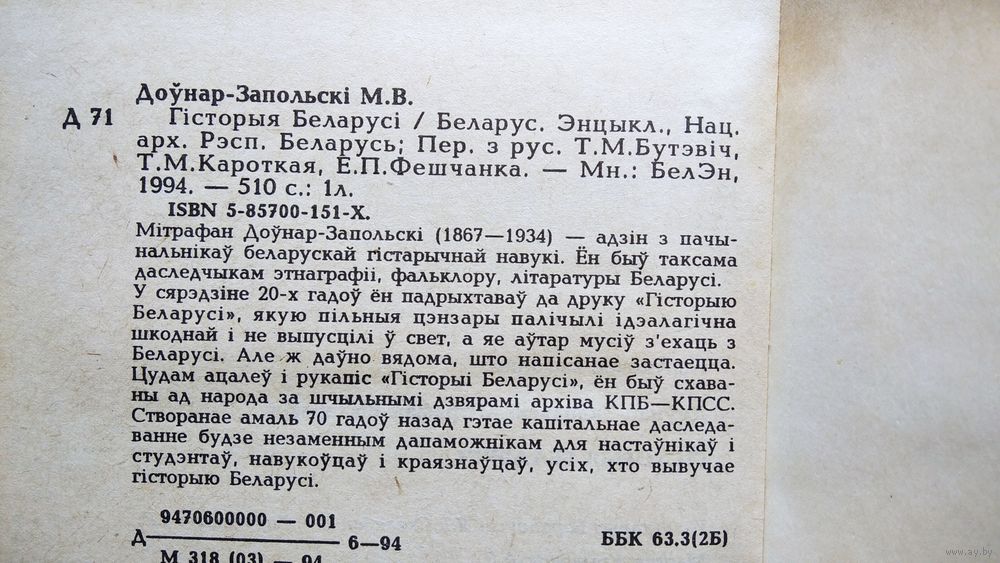 Доўнар-Запольскі М.В.
Д 71 Гісторыя Беларусі / Беларус. Энцыкл., Нац.
арх. Рэсп. Беларусь; Пер. з рус. Т.М.Бутэвіч,
Т.М.Кароткая, Е.П.Фешчанка. — Мн.: БелЭн,
1994. — 510 с.: 1л.
ISBN 5-85700-151-X.
Мітрафан Доўнар-Запольскі (1867—1934) — адзін з пачы-
нальнікаў беларускай гістарычнай навукі. Ён быў таксама
даследчыкам этнаграфіі, фальклору, літаратуры Беларусі.
У сярэдзіне 20-х гадоў ён падрыхтаваў да друку «Гісторыю
Беларусі», якую пільныя цэнзары палічылі ідэалагічна
шкоднай і не выпусцілі ў свет, а яе аўтар мусіў з'ехаць з
Беларусі. Але ж даўно вядома, што напісанае застаецца.
Цудам ацалеў і рукапіс «Гісторыі Беларусі», ён быў схава-
ны ад народа за шчыльнымі дзвярамі архіва КПБ—КПСС.
Створанае амаль 70 гадоў назад гэтае капітальнае даследа-
ванне будзе незаменным дапаможнікам для настаўнікаў і
студэнтаў, навукоўцаў і краязнаўцаў, усіх, хто вывучае
гісторыю Беларусі.
9470600000 — 001
Д 6—94 ББК 63.3(2Б)
М 318 (03) — 94
www.ay.by